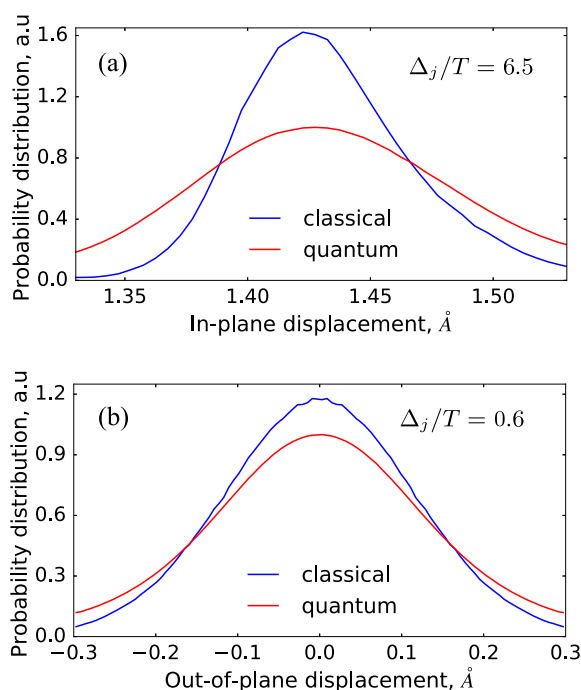 Probability distribution, a.u
1.6
1.2
0.8
0.4
0.0
(a)
Δj/T = 6.5
classical
quantum
1.35 1.40 1.45 1.50
In-plane displacement, Å
Probability distribution, a.u
1.2
0.9
0.6
0.3
0.0
(b)
Δj/T = 0.6
classical
quantum
−0.3 −0.2 −0.1 0.0 0.1 0.2 0.3
Out-of-plane displacement, Å